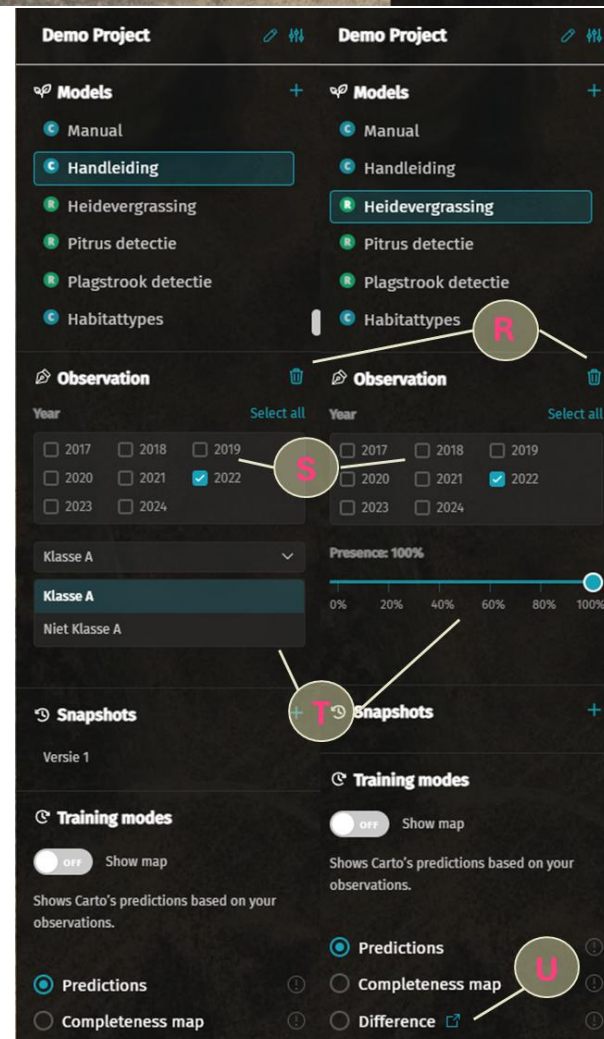 Demo Project
Models
C Manual
C Handleiding
R Heidevergrassing
R Pitrus detectie
R Plagstrook detectie
C Habitattypes
Observation
Year
Select all
2017 2018 2019
2020 2021 2022
2023 2024
Klasse A
Klasse A
Niet Klasse A
Snapshots
Versie 1
Training modes
OFF Show map
Shows Carto's predictions based on your
observations.
Predictions
Completeness map
Demo Project
Models
C Manual
C Handleiding
R Heidevergrassing
R Pitrus detectie
R Plagstrook detectie
C Habitattypes
R
Observation
Year
Select all
S
2017 2018 2019
2020 2021 2022
2023 2024
Presence: 100%
0% 20% 40% 60% 80% 100%
T
Snapshots
Training modes
OFF Show map
Shows Carto's predictions based on your
observations.
Predictions
Completeness map
U
Difference